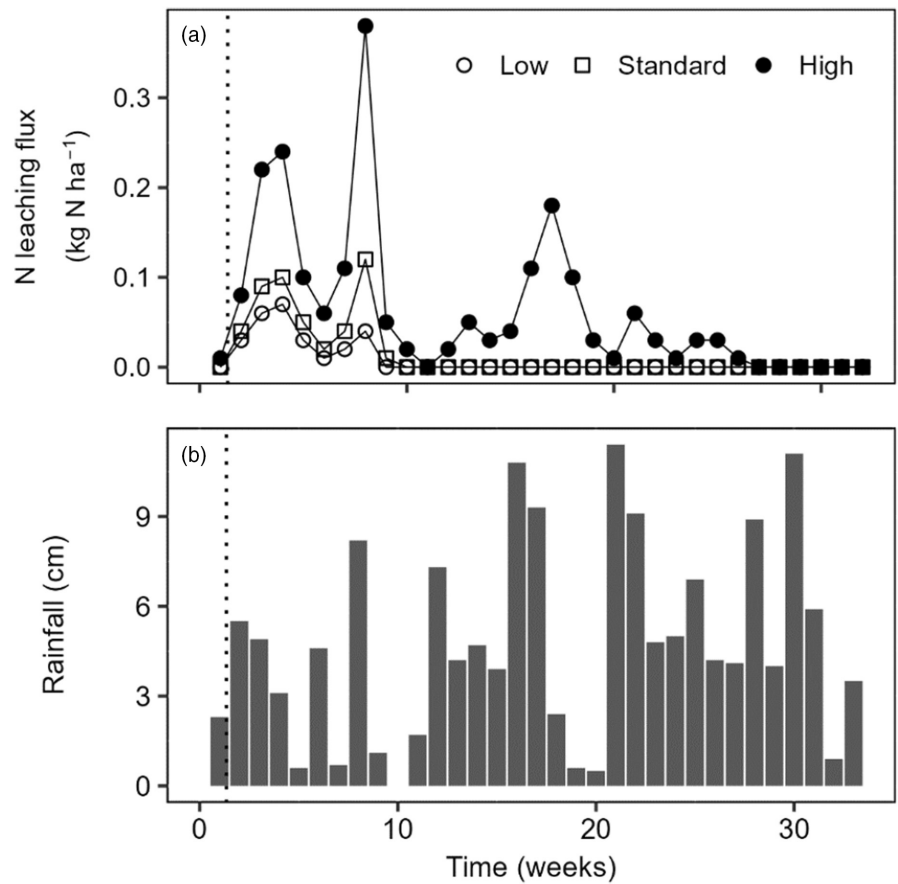 (a)
Low Standard High
N leaching flux
(kg N ha⁻¹)
0.3
0.2
0.1
0.0
(b)
Rainfall (cm)
9
6
3
0
0 10 20 30
Time (weeks)